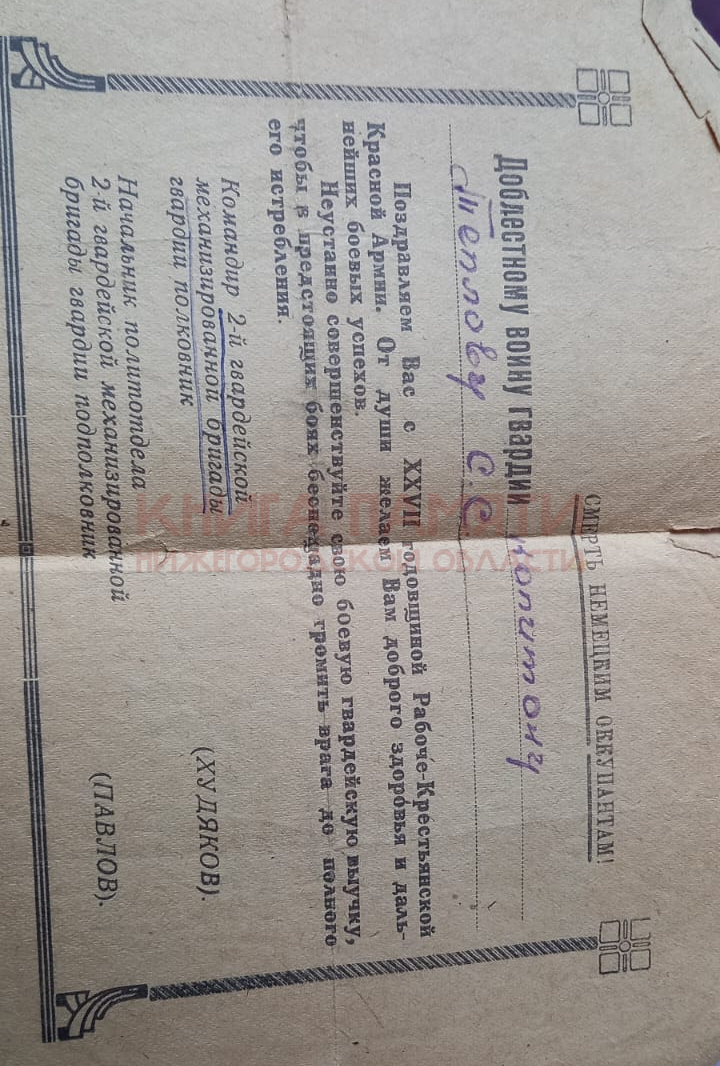 СМЕРТЬ НЕМЕЦКИМ ОККУПАНТАМ!
Доблестному воину гвардии капитану
Теплову С.С.
Поздравляем Вас с XXVII годовщиной Рабоче-Крестьянской
Красной Армии. От души желаем Вам доброго здоровья и даль-
нейших боевых успехов.
Неустанно совершенствуйте свою боевую гвардейскую выучку,
чтобы в предстоящих боях беспощадно громить врага до полного
его истребления.
Командир 2-й гвардейской
механизированной бригады
гвардии полковник (ХУДЯКОВ).
Начальник политотдела
2-й гвардейской механизированной
бригады гвардии подполковник (ПАВЛОВ).
КНИГА ПАМЯТИ
НИЖЕГОРОДСКОЙ ОБЛАСТИ